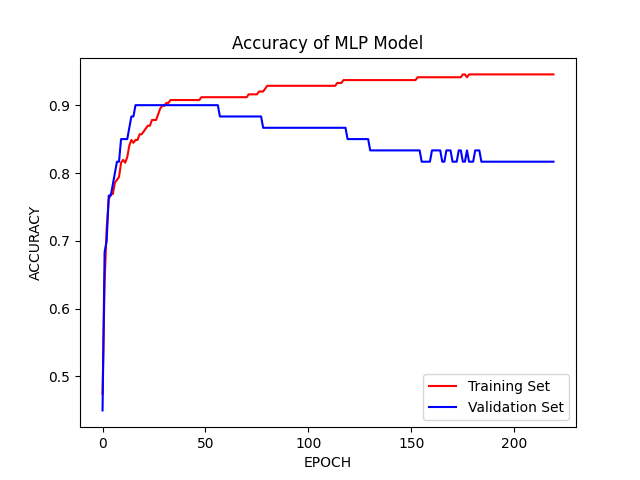 Accuracy of MLP Model
ACCURACY
0.9
0.8
0.7
0.6
0.5
0
50
100
150
200
EPOCH
Training Set
Validation Set